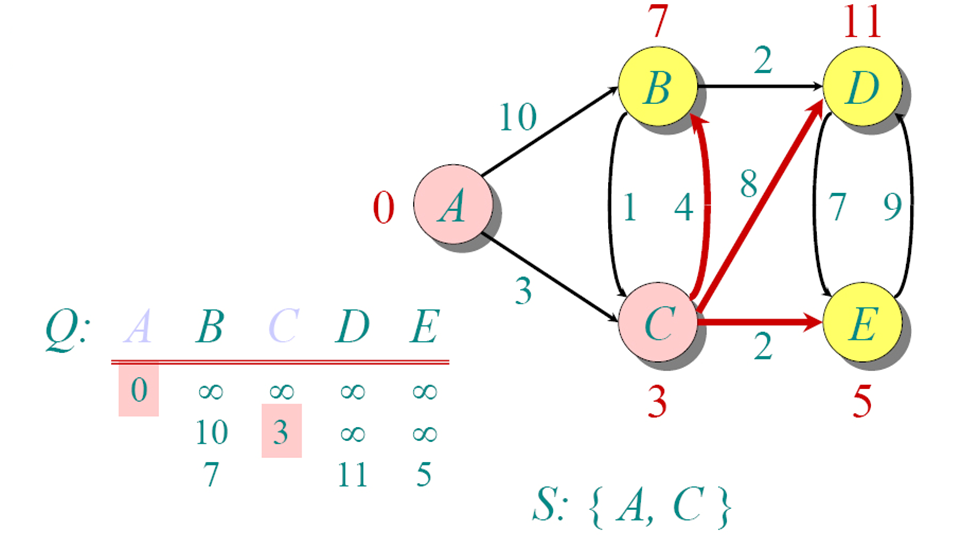 7 11
B 2 D
10
A 0
1 4 8 7 9
3
C 2 E
3 5
Q: A B C D E
0 ∞ ∞ ∞ ∞
10 3 ∞ ∞
7 11 5
S: { A, C }